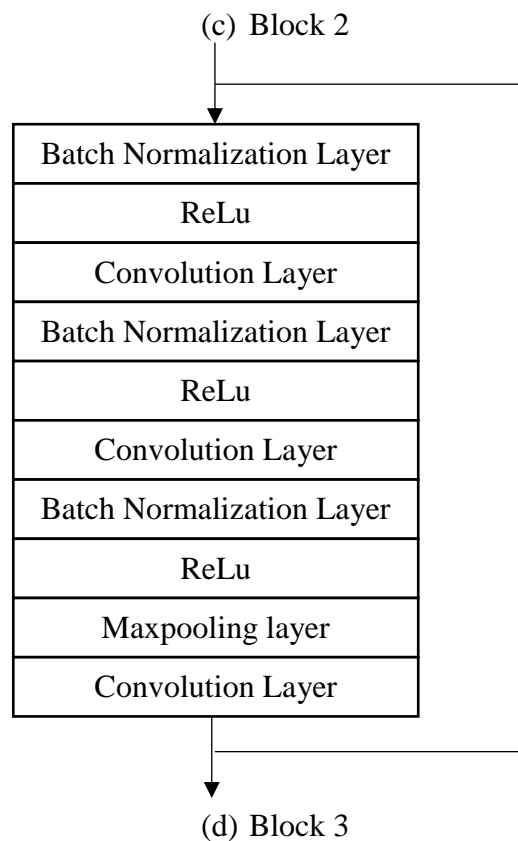 (c) Block 2
Batch Normalization Layer
ReLu
Convolution Layer
Batch Normalization Layer
ReLu
Convolution Layer
Batch Normalization Layer
ReLu
Maxpooling layer
Convolution Layer
(d) Block 3